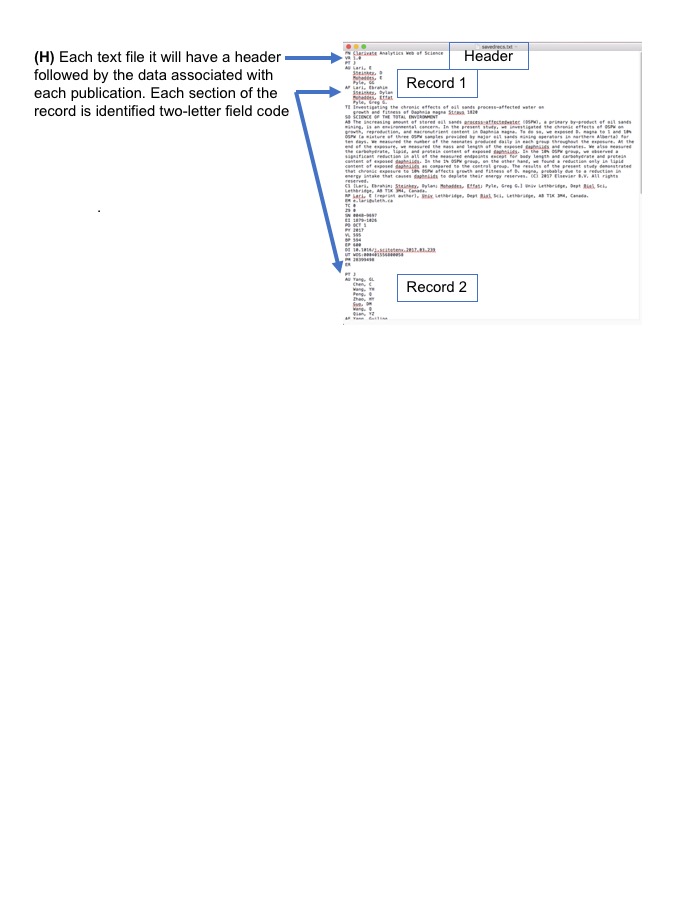 (H) Each text file it will have a header
followed by the data associated with
each publication. Each section of the
record is identified two-letter field code
.
savedrecs.txt
Header
FN Clarivate Analytics Web of Science
VR 1.0
PT J
Record 1
AU Lari, E
Steinkey, D
Mohaddes, E
Pyle, GG
AF Lari, Ebrahim
Steinkey, Dylan
Mohaddes, Effat
Pyle, Greg G.
TI Investigating the chronic effects of oil sands process-affected water on
growth and fitness of Daphnia magna Straus 1820
SO SCIENCE OF THE TOTAL ENVIRONMENT
AB The increasing amount of stored oil sands process-affectedwater (OSPW), a primary by-product of oil sands
mining, is an environmental concern. In the present study, we investigated the chronic effects of OSPW on
growth, reproduction, and macronutrient content in Daphnia magna. To do so, we exposed D. magna to 1 and 10%
OSPW (a mixture of three OSPW samples provided by major oil sands mining operators in northern Alberta) for
ten days. We measured the number of the neonates produced daily in each group throughout the exposure. At the
end of the exposure, we measured the mass and length of the exposed daphniids and neonates. We also measured
the carbohydrate, lipid, and protein content of exposed daphniids. In the 10% OSPW group, we observed a
significant reduction in all of the measured endpoints except for body length and carbohydrate and protein
content of exposed daphniids. In the 1% OSPW group, on the other hand, we found a reduction only in lipid
content of exposed daphniids as compared to the control group. The results of the present study demonstrated
that chronic exposure to 10% OSPW affects growth and fitness of D. magna, probably due to a reduction in
energy intake that causes daphniids to deplete their energy reserves. (C) 2017 Elsevier B.V. All rights
reserved.
C1 [Lari, Ebrahim; Steinkey, Dylan; Mohaddes, Effat; Pyle, Greg G.] Univ Lethbridge, Dept Biol Sci,
Lethbridge, AB T1K 3M4, Canada.
RP Lari, E (reprint author), Univ Lethbridge, Dept Biol Sci, Lethbridge, AB T1K 3M4, Canada.
EM e.lari@uleth.ca
TC 0
Z9 0
SN 0048-9697
EI 1879-1026
PD OCT 1
PY 2017
VL 595
BP 594
EP 600
DI 10.1016/j.scitotenv.2017.03.239
PM 28399498
ER
PT J
Record 2
AU Yang, GL
Chen, C
Wang, YH
Peng, Q
Zhao, HY
Guo, DM
Wang, Q
Qian, YZ
AF Yang, Guiling